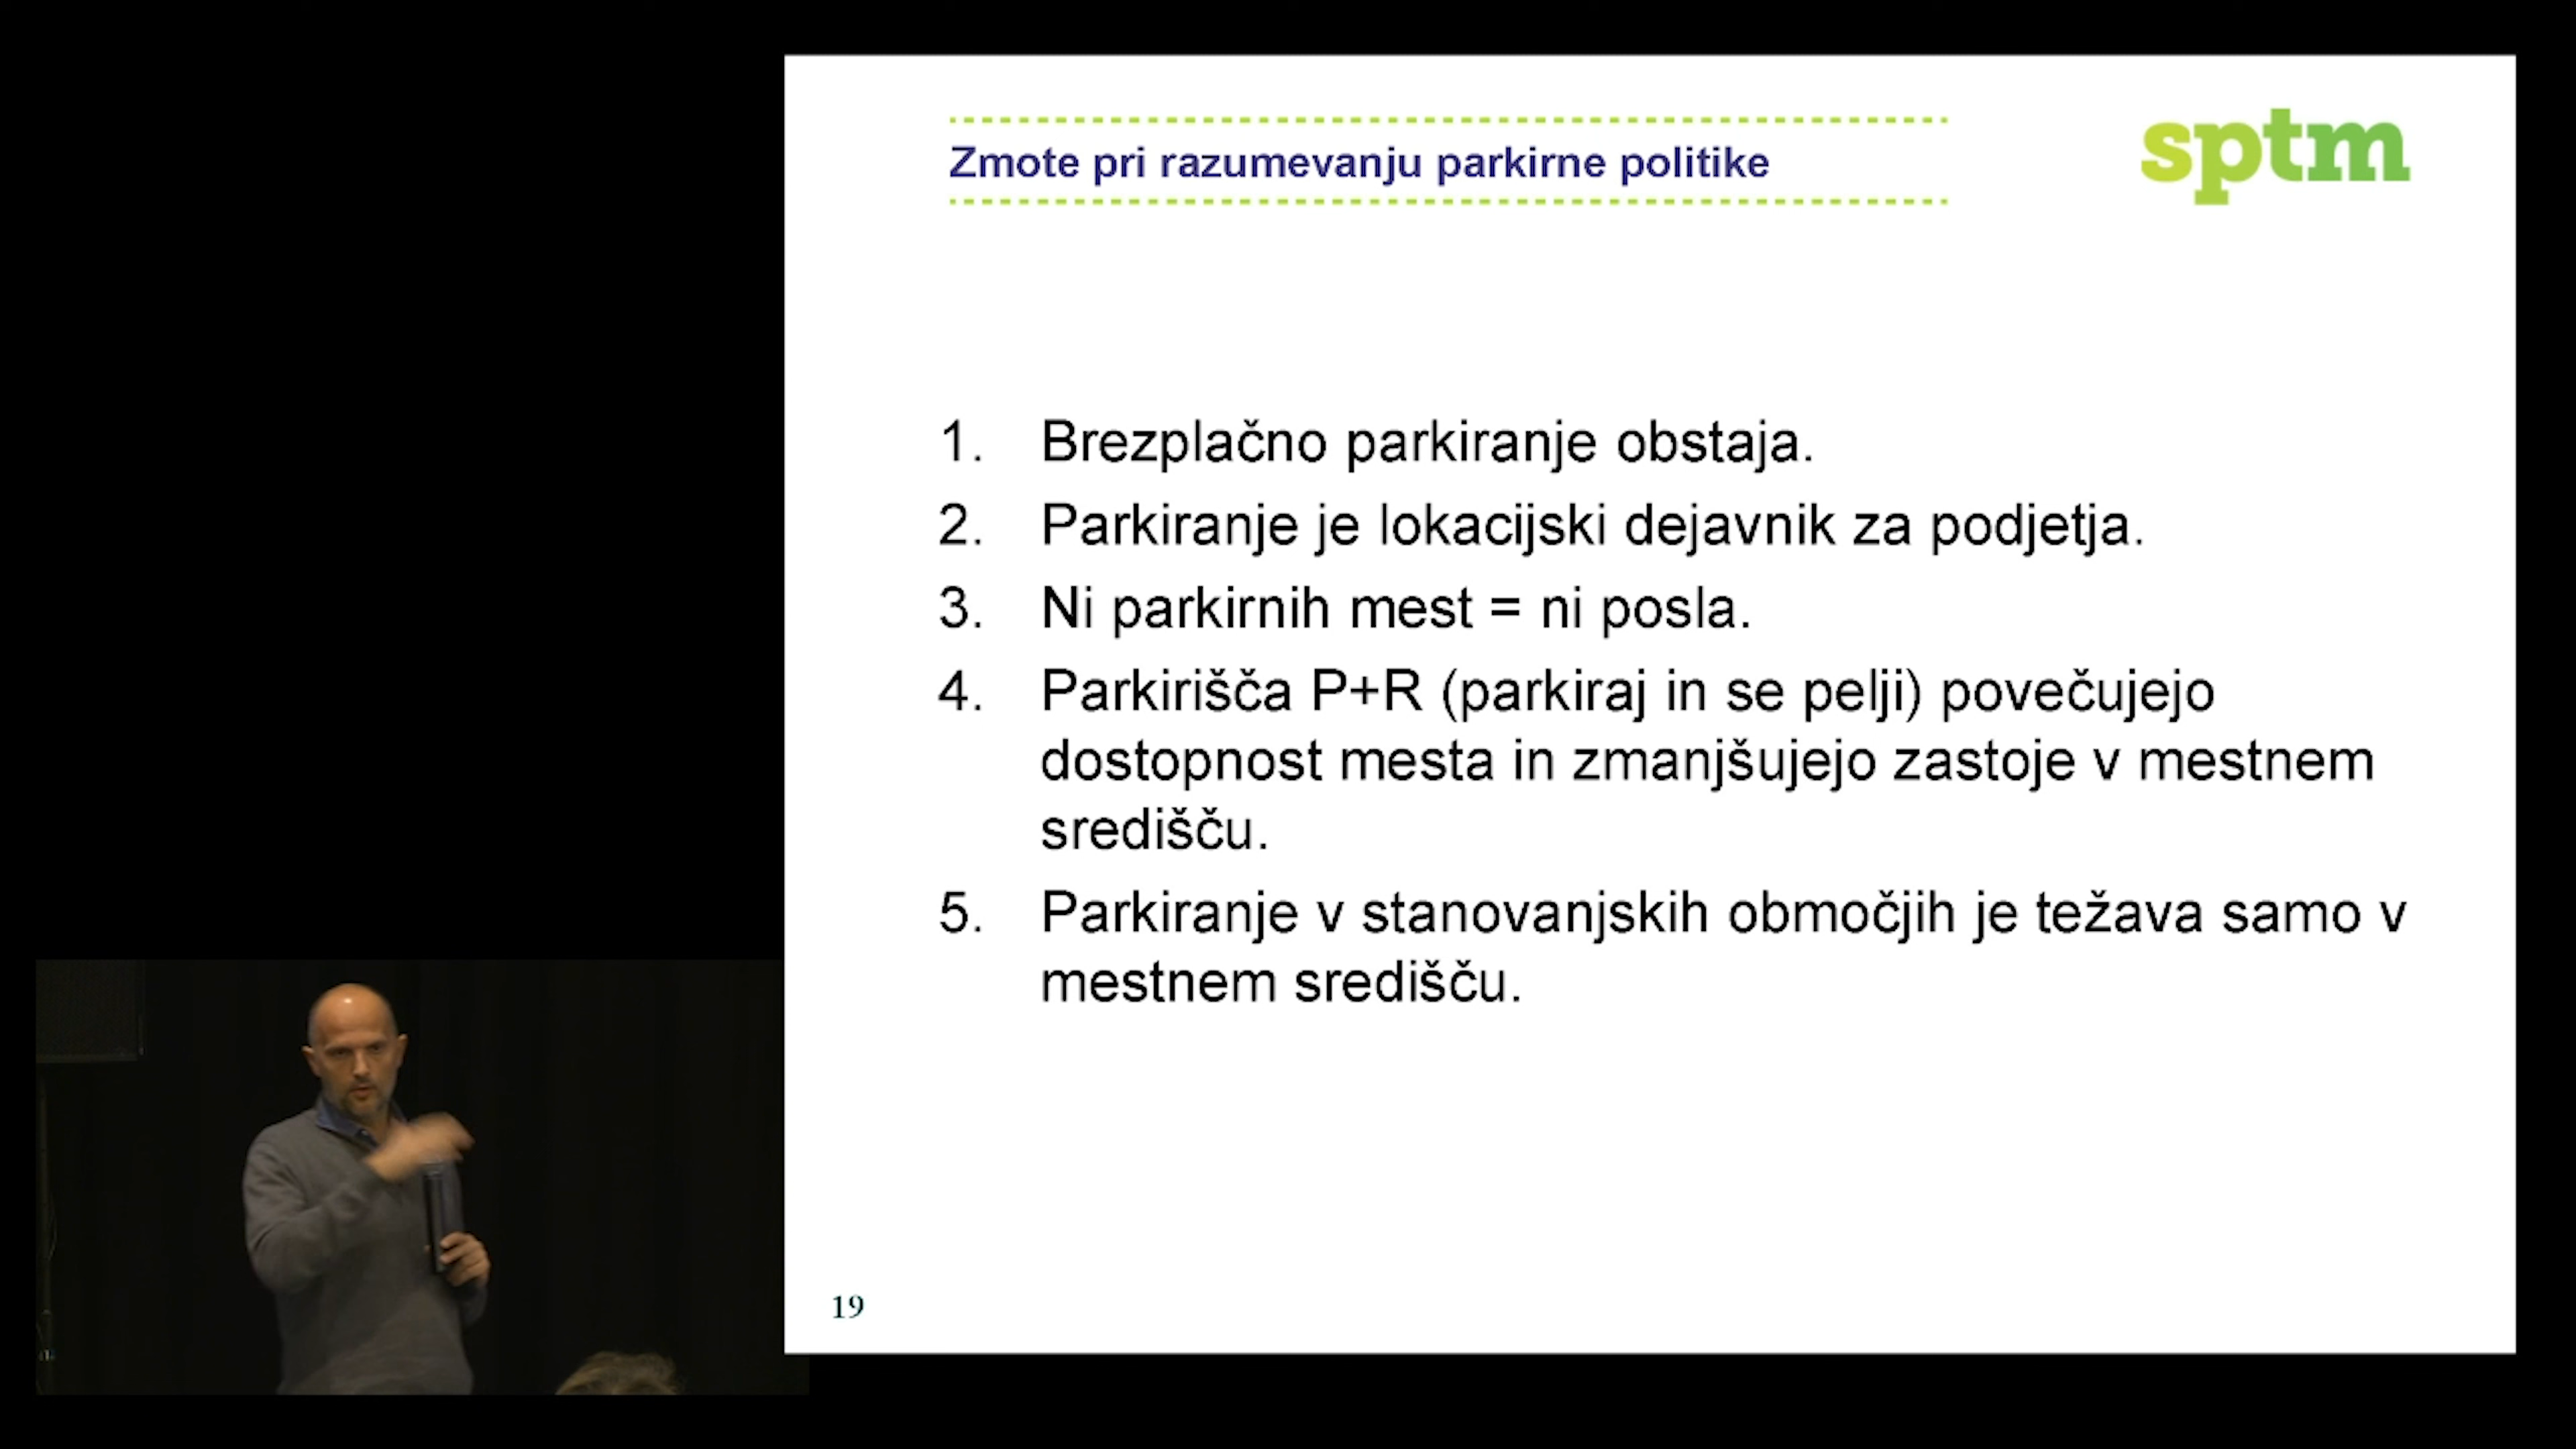 Zmote pri razumevanju parkirne politike
sptm
1. Brezplačno parkiranje obstaja.
2. Parkiranje je lokacijski dejavnik za podjetja.
3. Ni parkirnih mest = ni posla.
4. Parkirišča P+R (parkiraj in se pelji) povečujejo
dostopnost mesta in zmanjšujejo zastoje v mestnem
središču.
5. Parkiranje v stanovanjskih območjih je težava samo v
mestnem središču.
19